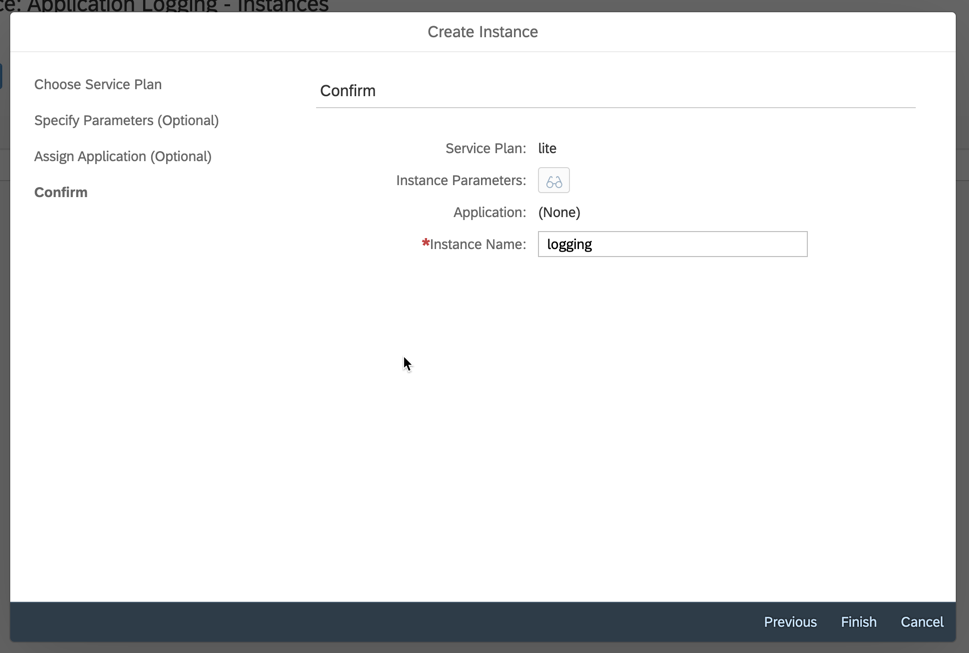 ce: Application Logging - Instances
Create Instance
Choose Service Plan
Specify Parameters (Optional)
Assign Application (Optional)
Confirm
Confirm
Service Plan: lite
Instance Parameters:
Application: (None)
*Instance Name: logging
Previous Finish Cancel